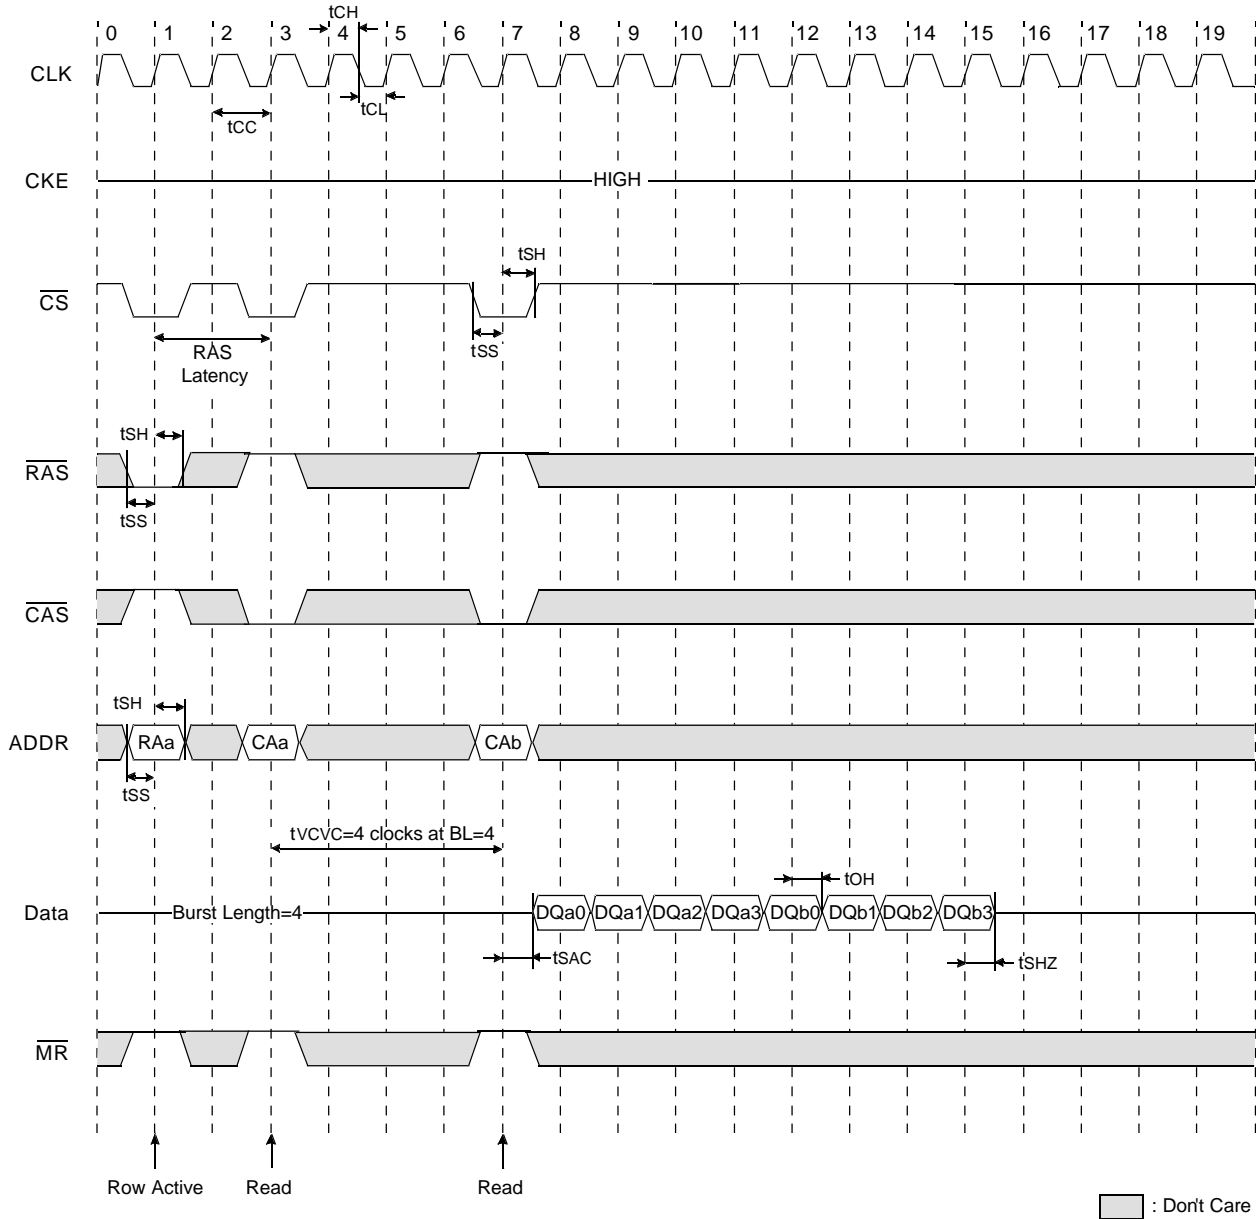 tCH
0 1 2 3 4 5 6 7 8 9 10 11 12 13 14 15 16 17 18 19
CLK
tCL
tCC
CKE
HIGH
tSH
CS
tSS
RAS
Latency
tSH
RAS
tSS
CAS
tSH
ADDR
RAa CAa CAb
tSS
tVCVC=4 clocks at BL=4
tOH
Data
Burst Length=4
DQa0 DQa1 DQa2 DQa3 DQb0 DQb1 DQb2 DQb3
tSAC
tSHZ
MR
Row Active Read Read
: Don't Care